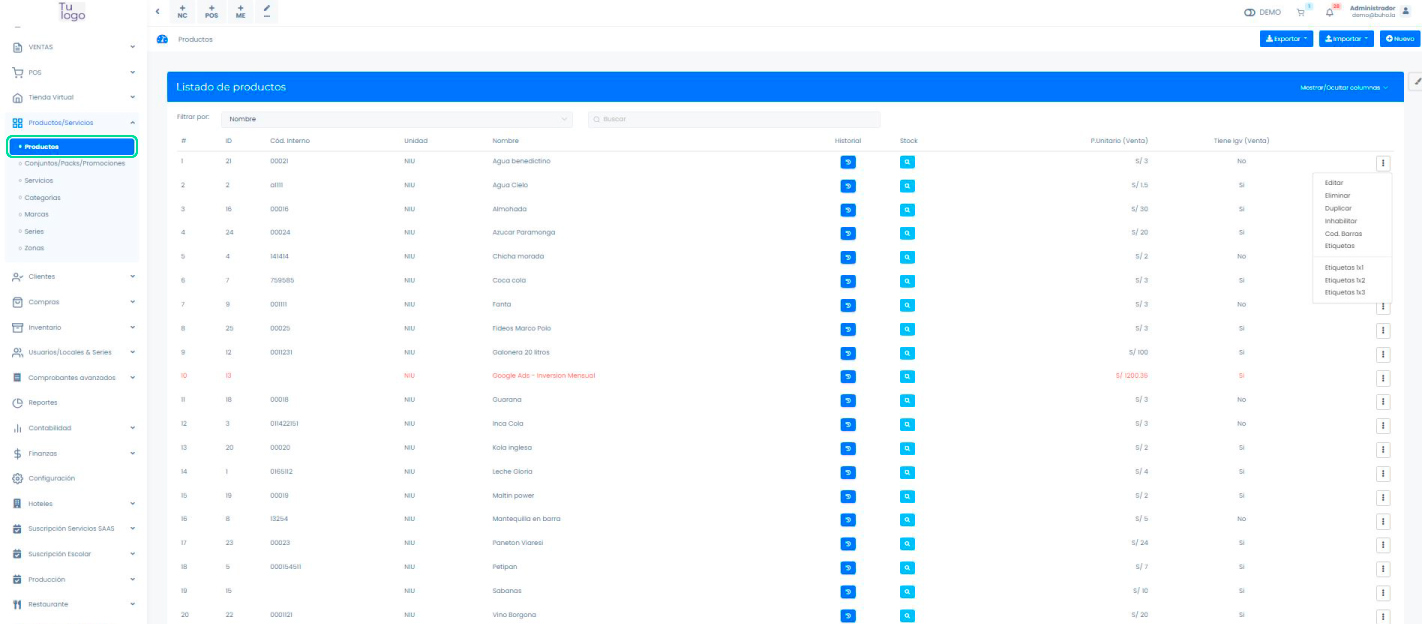 Tu
logo
NC POS ME
DEMO
5
38
Administrador
demo@buho.la
VENTAS
POS
Tienda Virtual
Productos/Servicios
Productos
Conjuntos/Packs/Promociones
Servicios
Categorías
Marcas
Series
Zonas
Clientes
Compras
Inventario
Usuarios/Locales & Series
Comprobantes avanzados
Reportes
Contabilidad
Finanzas
Configuración
Hoteles
Suscripción Servicios SAAS
Suscripción Escolar
Producción
Restaurante
Productos
Exportar Importar Nuevo
Listado de productos
Mostrar/Ocultar columnas
Filtrar por: Nombre Buscar
# ID Cód. Interno Unidad Nombre Historial Stock P.Unitario (Venta) Tiene Igv (Venta)
1 21 00021 NIU Agua benedictino S/ 3 No
2 2 NIU Agua Cielo S/ 1.5 Si
3 16 00016 NIU Almohada S/ 30 Si
4 24 00024 NIU Azucar Paramonga S/ 20 Si
5 4 141414 NIU Chicha morada S/ 2 No
6 7 759585 NIU Coca cola S/ 3 Si
7 9 001111 NIU Fanta S/ 3 No
8 25 00025 NIU Fideos Marco Polo S/ 3 Si
9 12 0011231 NIU Galonera 20 litros S/ 100 Si
10 13 NIU Google Ads - Inversion Mensual S/ 1200.36 Si
11 18 00018 NIU Guarana S/ 3 No
12 3 011422151 NIU Inca Cola S/ 3 No
13 20 00020 NIU Kola inglesa S/ 2 Si
14 1 0165112 NIU Leche Gloria S/ 4 Si
15 19 00019 NIU Maltin power S/ 2 Si
16 8 13254 NIU Mantequilla en barra S/ 5 No
17 23 00023 NIU Paneton Viaresi S/ 24 Si
18 5 000154511 NIU Petipan S/ 7 Si
19 15 NIU Sabanas S/ 10 Si
20 22 0001121 NIU Vino Borgona S/ 20 Si
Editar
Eliminar
Duplicar
Inhabilitar
Cod. Barras
Etiquetas
Etiquetas 1x1
Etiquetas 1x2
Etiquetas 1x3